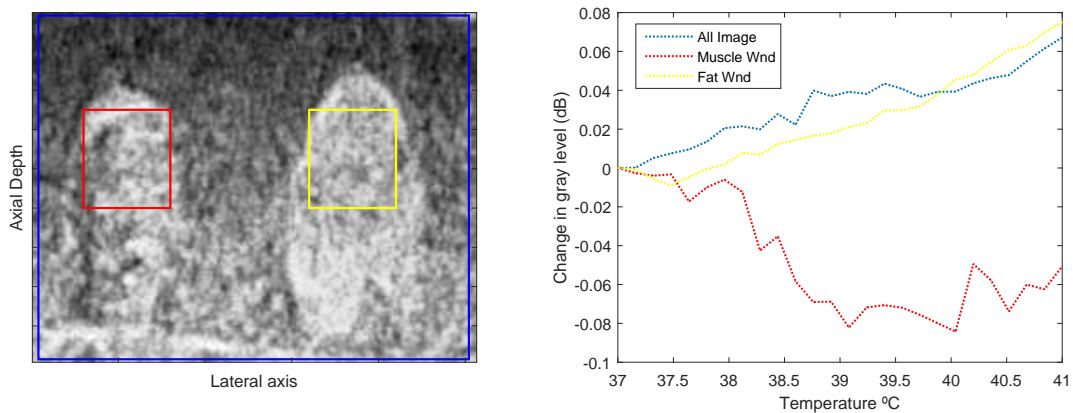 Axial Depth
Lateral axis
Change in gray level (dB)
0.08
0.06
0.04
0.02
0
-0.02
-0.04
-0.06
-0.08
-0.1
All Image
Muscle Wnd
Fat Wnd
37
37.5
38
38.5
39
39.5
40
40.5
41
Temperature ºC